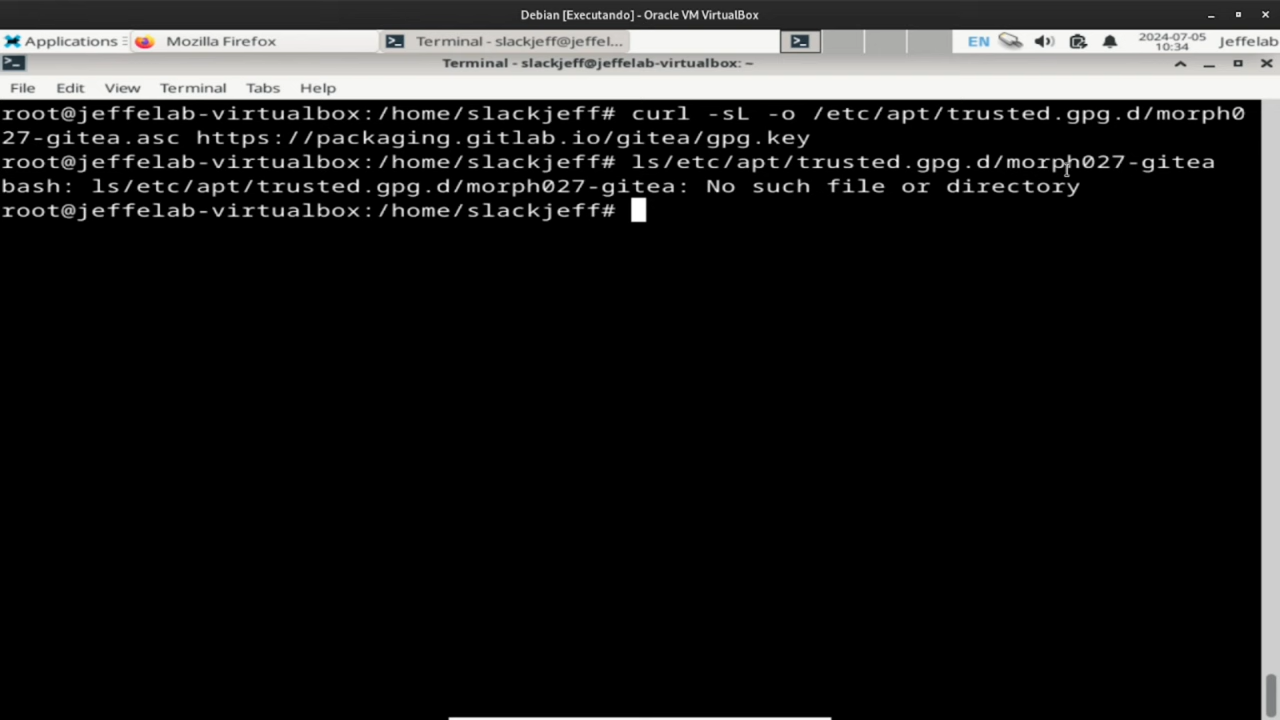 Debian [Executando] - Oracle VM VirtualBox
Applications Mozilla Firefox Terminal - slackjeff@jeffel... EN 2024-07-05 10:34 Jeffelab
Terminal - slackjeff@jeffelab-virtualbox: ~
File Edit View Terminal Tabs Help
root@jeffelab-virtualbox:/home/slackjeff# curl -sL -o /etc/apt/trusted.gpg.d/morph0
27-gitea.asc https://packaging.gitlab.io/gitea/gpg.key
root@jeffelab-virtualbox:/home/slackjeff# ls/etc/apt/trusted.gpg.d/morph027-gitea
bash: ls/etc/apt/trusted.gpg.d/morph027-gitea: No such file or directory
root@jeffelab-virtualbox:/home/slackjeff#